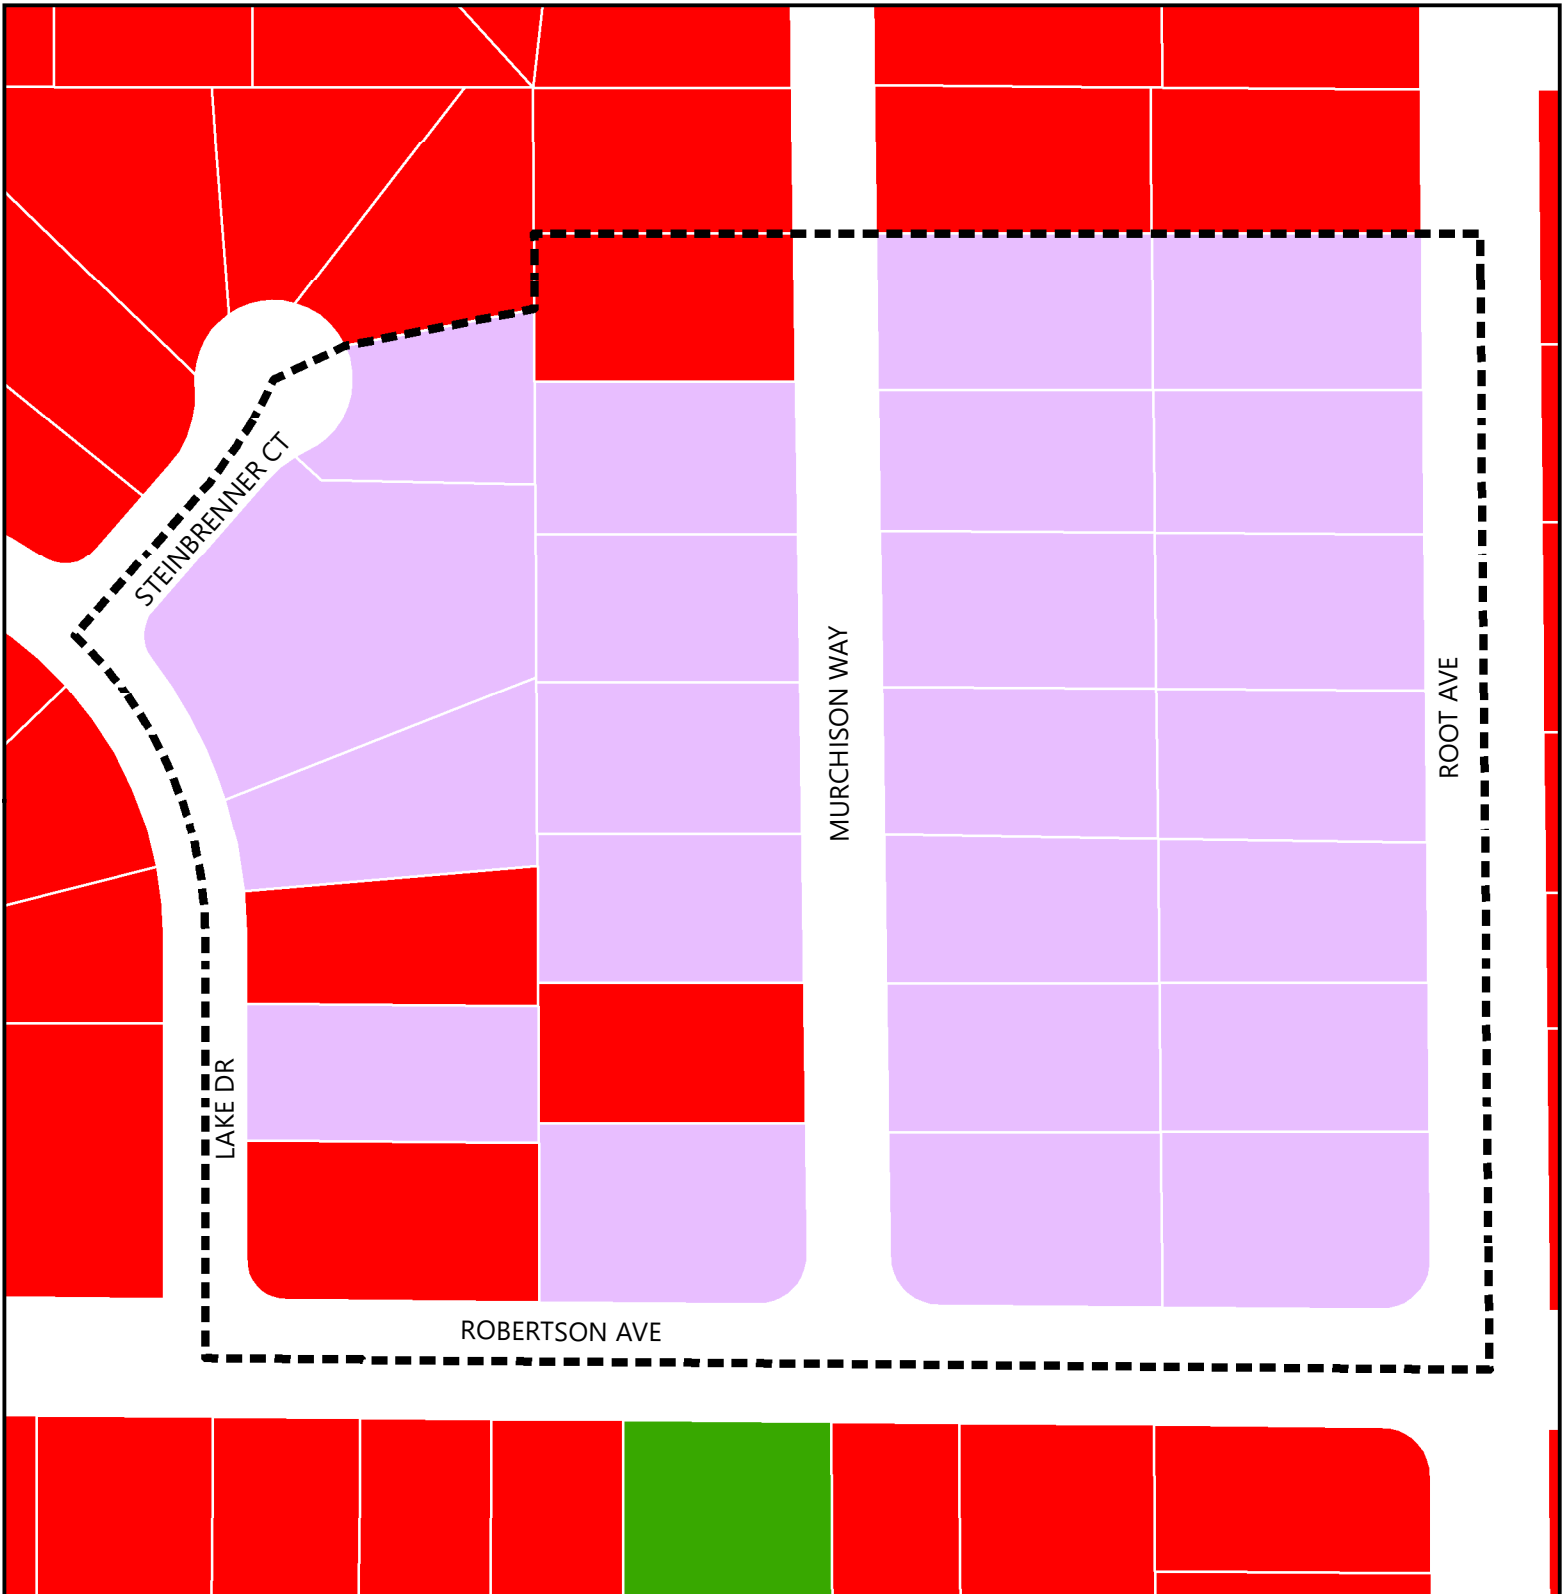 STEINBRENNER CT
MURCHISON WAY
ROOT AVE
LAKE DR
ROBERTSON AVE